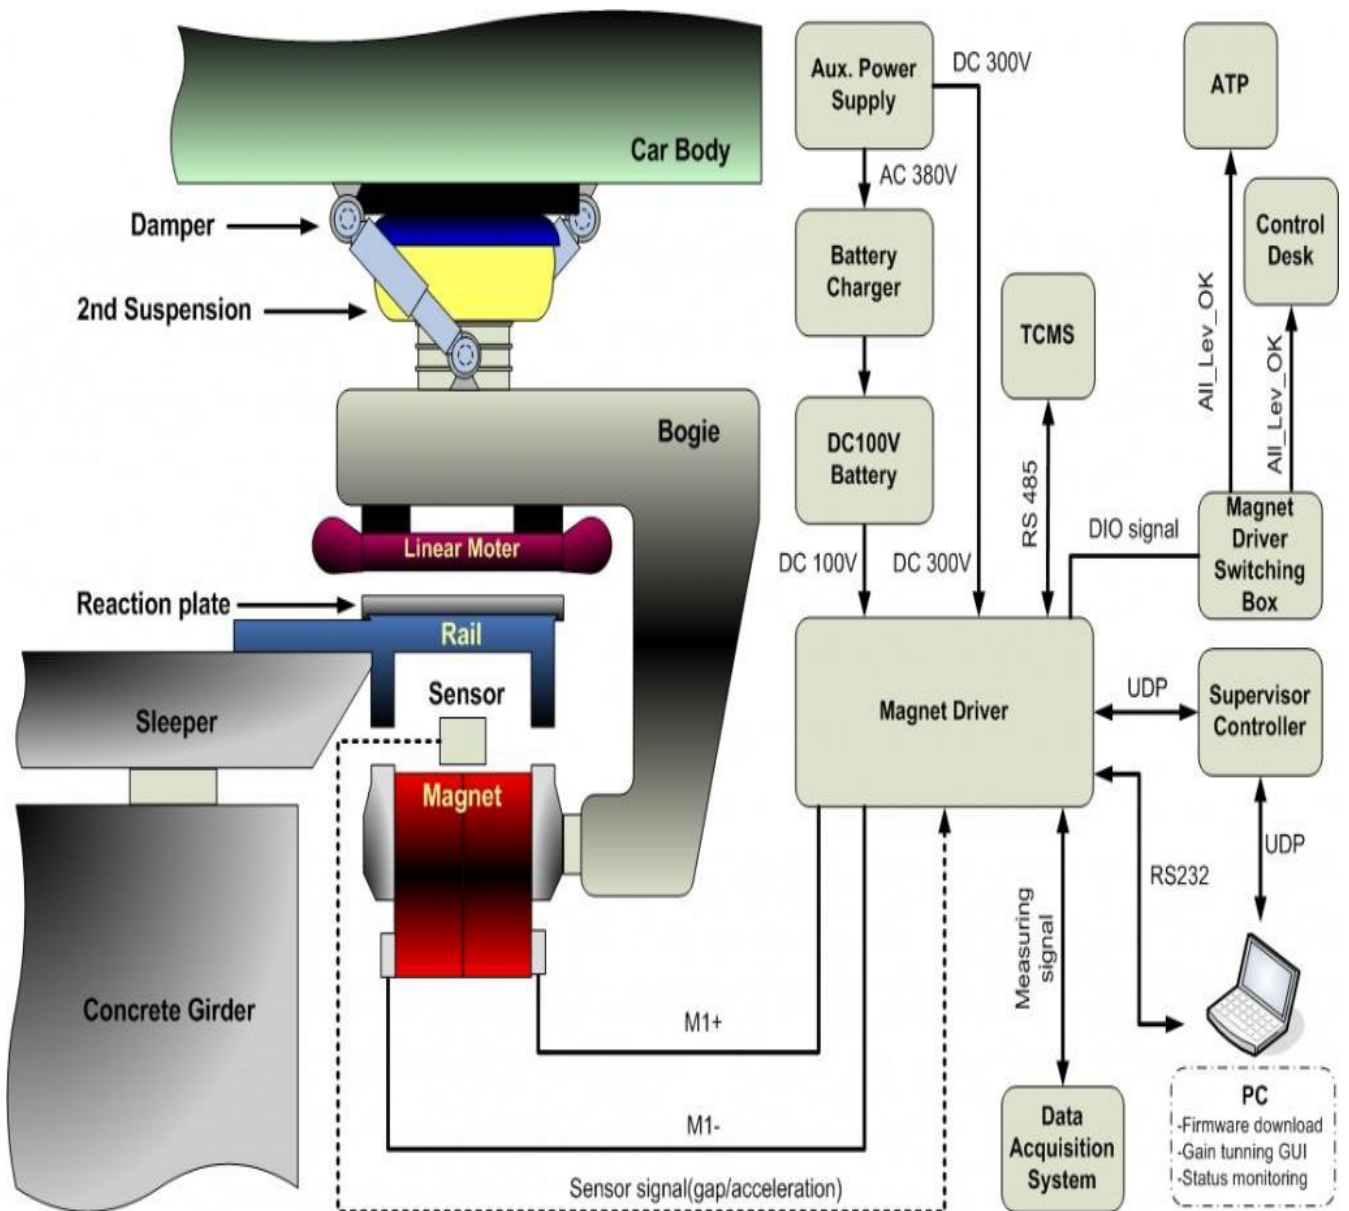 Car Body
Damper
2nd Suspension
Bogie
Linear Moter
Reaction plate
Rail
Sensor
Sleeper
Magnet
Concrete Girder
M1+
M1-
Sensor signal(gap/acceleration)
Aux. Power
Supply
DC 300V
AC 380V
Battery
Charger
DC100V
Battery
DC 100V
DC 300V
TCMS
RS 485
ATP
Control
Desk
All_Lev_OK
All_Lev_OK
DIO signal
Magnet
Driver
Switching
Box
Magnet Driver
UDP
Supervisor
Controller
UDP
RS232
Measuring
signal
Data
Acquisition
System
PC
-Firmware download
-Gain tunning GUI
-Status monitoring